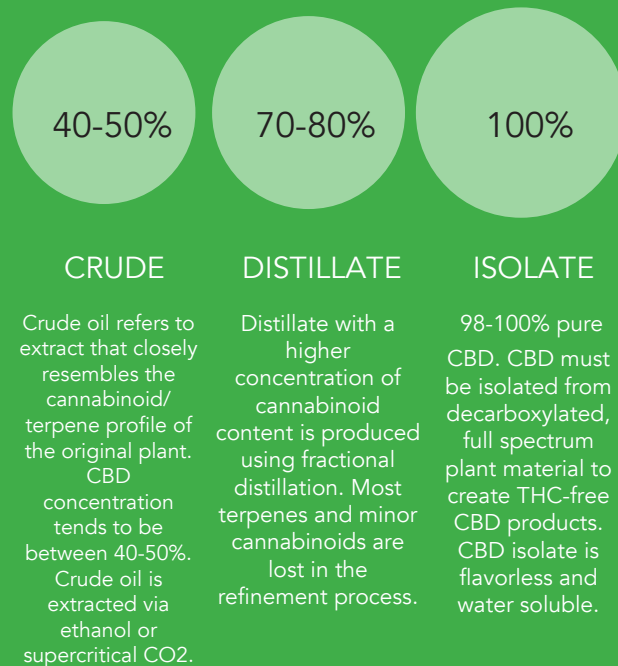 40-50%
70-80%
100%
CRUDE
Crude oil refers to
extract that closely
resembles the
cannabinoid/
terpene profile of
the original plant.
CBD
concentration
tends to be
between 40-50%.
Crude oil is
extracted via
ethanol or
supercritical CO2.
DISTILLATE
Distillate with a
higher
concentration of
cannabinoid
content is produced
using fractional
distillation. Most
terpenes and minor
cannabinoids are
lost in the
refinement process.
ISOLATE
98-100% pure
CBD. CBD must
be isolated from
decarboxylated,
full spectrum
plant material to
create THC-free
CBD products.
CBD isolate is
flavorless and
water soluble.